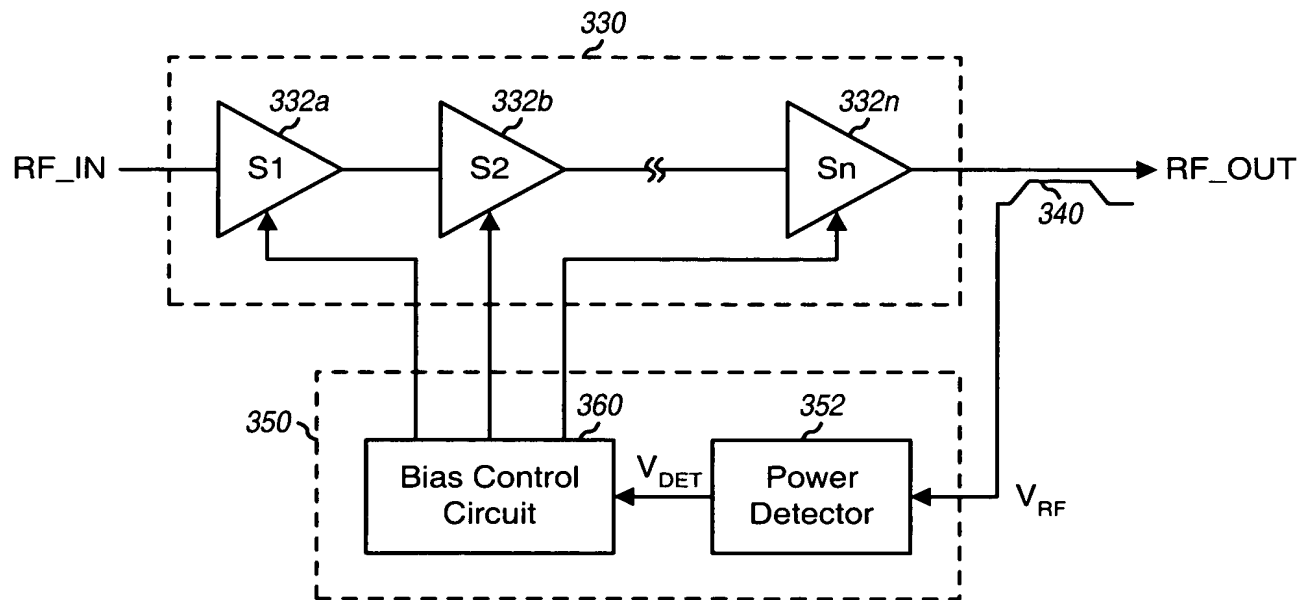 330
332a
332b
332n
RF_IN
S1
S2
Sn
RF_OUT
340
350
360
352
Bias Control
Circuit
V_DET
Power
Detector
V_RF